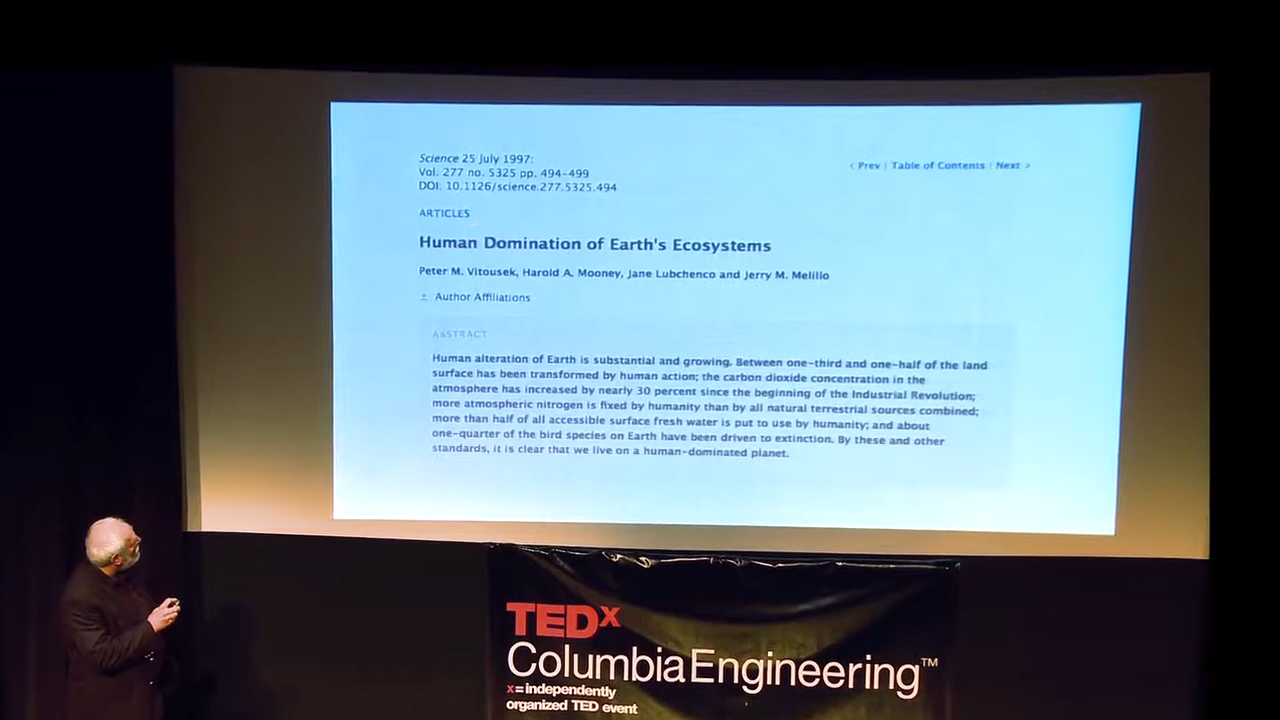 Science 25 July 1997:
Vol. 277 no. 5325 pp. 494-499
DOI: 10.1126/science.277.5325.494
< Prev | Table of Contents | Next >
ARTICLES
Human Domination of Earth's Ecosystems
Peter M. Vitousek, Harold A. Mooney, Jane Lubchenco and Jerry M. Melillo
± Author Affiliations
ABSTRACT
Human alteration of Earth is substantial and growing. Between one-third and one-half of the land
surface has been transformed by human action; the carbon dioxide concentration in the
atmosphere has increased by nearly 30 percent since the beginning of the Industrial Revolution;
more atmospheric nitrogen is fixed by humanity than by all natural terrestrial sources combined;
more than half of all accessible surface fresh water is put to use by humanity; and about
one-quarter of the bird species on Earth have been driven to extinction. By these and other
standards, it is clear that we live on a human-dominated planet.
TEDx
ColumbiaEngineering™
x=independently
organized TED event